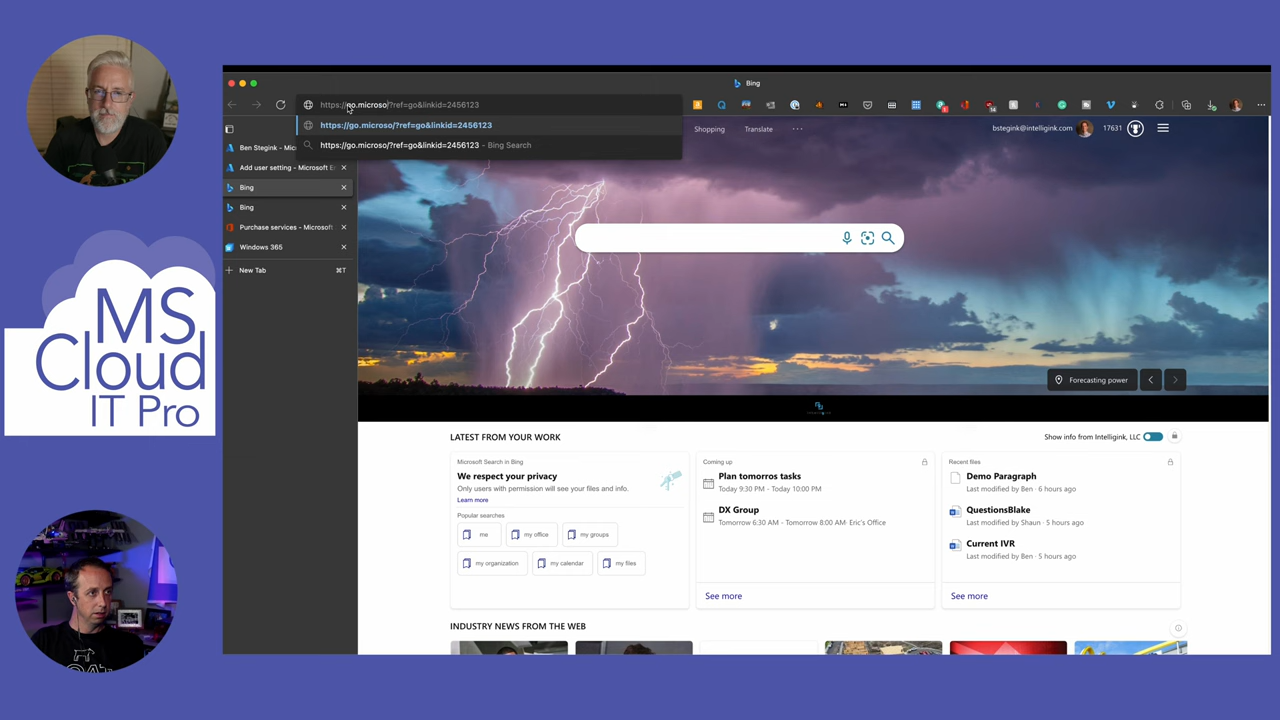 MS
Cloud
IT Pro
Bing
https://go.microso/?ref=go&linkid=2456123
https://go.microso/?ref=go&linkid=2456123
https://go.microso/?ref=go&linkid=2456123 - Bing Search
Shopping
Translate
bstegink@intelligink.com
17631
Ben Stegink - Mic
Add user setting - Microsoft E
Bing
Bing
Purchase services - Microsoft
Windows 365
New Tab
⌘T
Forecasting power
LATEST FROM YOUR WORK
Show info from Intelligink, LLC
Microsoft Search in Bing
We respect your privacy
Only users with permission will see your files and info.
Learn more
Popular searches
me
my office
my groups
my organization
my calendar
my files
Coming up
Plan tomorros tasks
Today 9:30 PM - Today 10:00 PM
DX Group
Tomorrow 6:30 AM - Tomorrow 8:00 AM · Eric's Office
See more
Recent files
Demo Paragraph
Last modified by Ben · 6 hours ago
QuestionsBlake
Last modified by Shaun · 5 hours ago
Current IVR
Last modified by Ben · 5 hours ago
See more
INDUSTRY NEWS FROM THE WEB